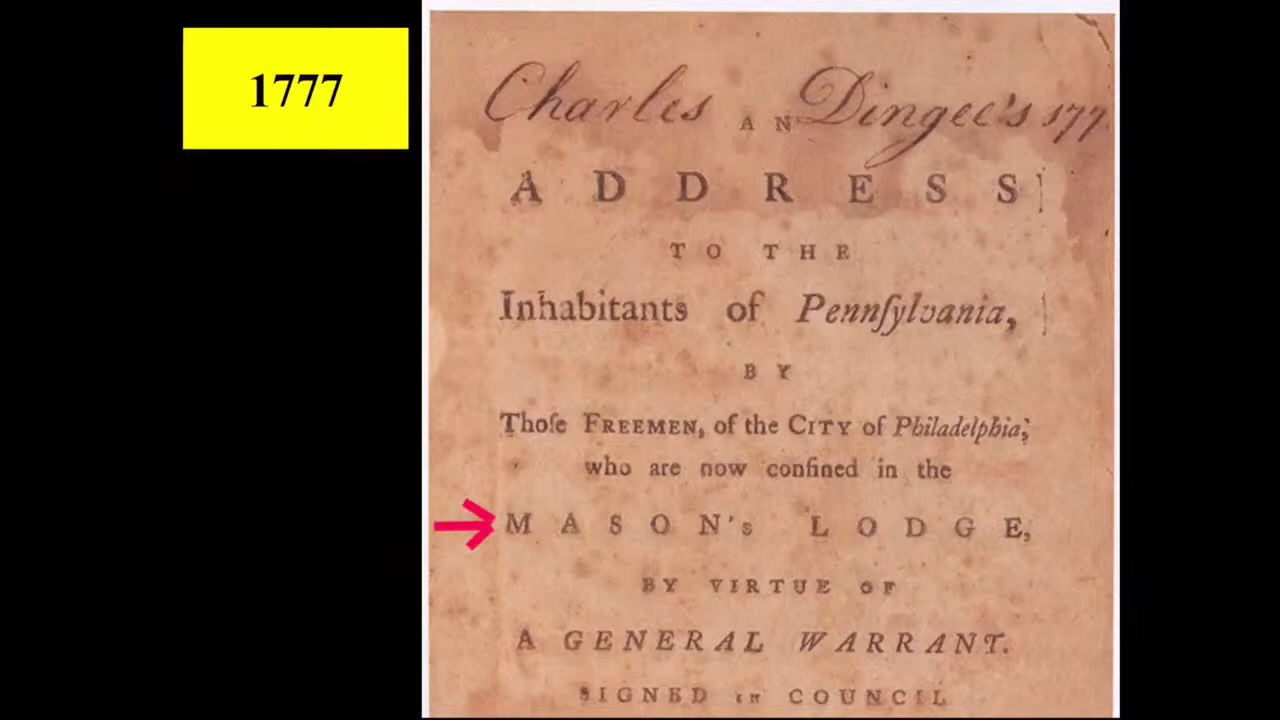 1777
Charles Dingee's 177
AN
ADDRESS
TO THE
Inhabitants of Pennſylvania,
BY
Thoſe FREEMEN, of the CITY of Philadelphia,
who are now confined in the
MASON's LODGE,
BY VIRTUE OF
A GENERAL WARRANT.
SIGNED in COUNCIL